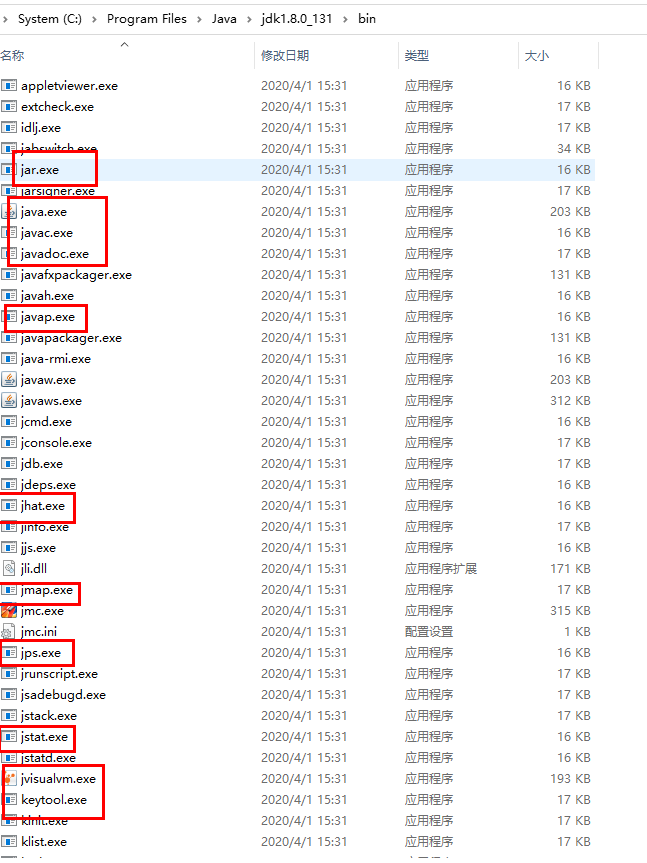 System (C:) › Program Files › Java › jdk1.8.0_131 › bin
名称 修改日期 类型 大小
appletviewer.exe 2020/4/1 15:31 应用程序 16 KB
extcheck.exe 2020/4/1 15:31 应用程序 17 KB
idlj.exe 2020/4/1 15:31 应用程序 17 KB
jabswitch.exe 2020/4/1 15:31 应用程序 34 KB
jar.exe 2020/4/1 15:31 应用程序 16 KB
jarsigner.exe 2020/4/1 15:31 应用程序 17 KB
java.exe 2020/4/1 15:31 应用程序 203 KB
javac.exe 2020/4/1 15:31 应用程序 16 KB
javadoc.exe 2020/4/1 15:31 应用程序 17 KB
javafxpackager.exe 2020/4/1 15:31 应用程序 131 KB
javah.exe 2020/4/1 15:31 应用程序 16 KB
javap.exe 2020/4/1 15:31 应用程序 16 KB
javapackager.exe 2020/4/1 15:31 应用程序 131 KB
java-rmi.exe 2020/4/1 15:31 应用程序 16 KB
javaw.exe 2020/4/1 15:31 应用程序 203 KB
javaws.exe 2020/4/1 15:31 应用程序 312 KB
jcmd.exe 2020/4/1 15:31 应用程序 16 KB
jconsole.exe 2020/4/1 15:31 应用程序 17 KB
jdb.exe 2020/4/1 15:31 应用程序 17 KB
jdeps.exe 2020/4/1 15:31 应用程序 16 KB
jhat.exe 2020/4/1 15:31 应用程序 16 KB
jinfo.exe 2020/4/1 15:31 应用程序 17 KB
jjs.exe 2020/4/1 15:31 应用程序 16 KB
jli.dll 2020/4/1 15:31 应用程序扩展 171 KB
jmap.exe 2020/4/1 15:31 应用程序 17 KB
jmc.exe 2020/4/1 15:31 应用程序 315 KB
jmc.ini 2020/4/1 15:31 配置设置 1 KB
jps.exe 2020/4/1 15:31 应用程序 16 KB
jrunscript.exe 2020/4/1 15:31 应用程序 17 KB
jsadebugd.exe 2020/4/1 15:31 应用程序 17 KB
jstack.exe 2020/4/1 15:31 应用程序 17 KB
jstat.exe 2020/4/1 15:31 应用程序 16 KB
jstatd.exe 2020/4/1 15:31 应用程序 16 KB
jvisualvm.exe 2020/4/1 15:31 应用程序 193 KB
keytool.exe 2020/4/1 15:31 应用程序 17 KB
kinit.exe 2020/4/1 15:31 应用程序 17 KB
klist.exe 2020/4/1 15:31 应用程序 17 KB